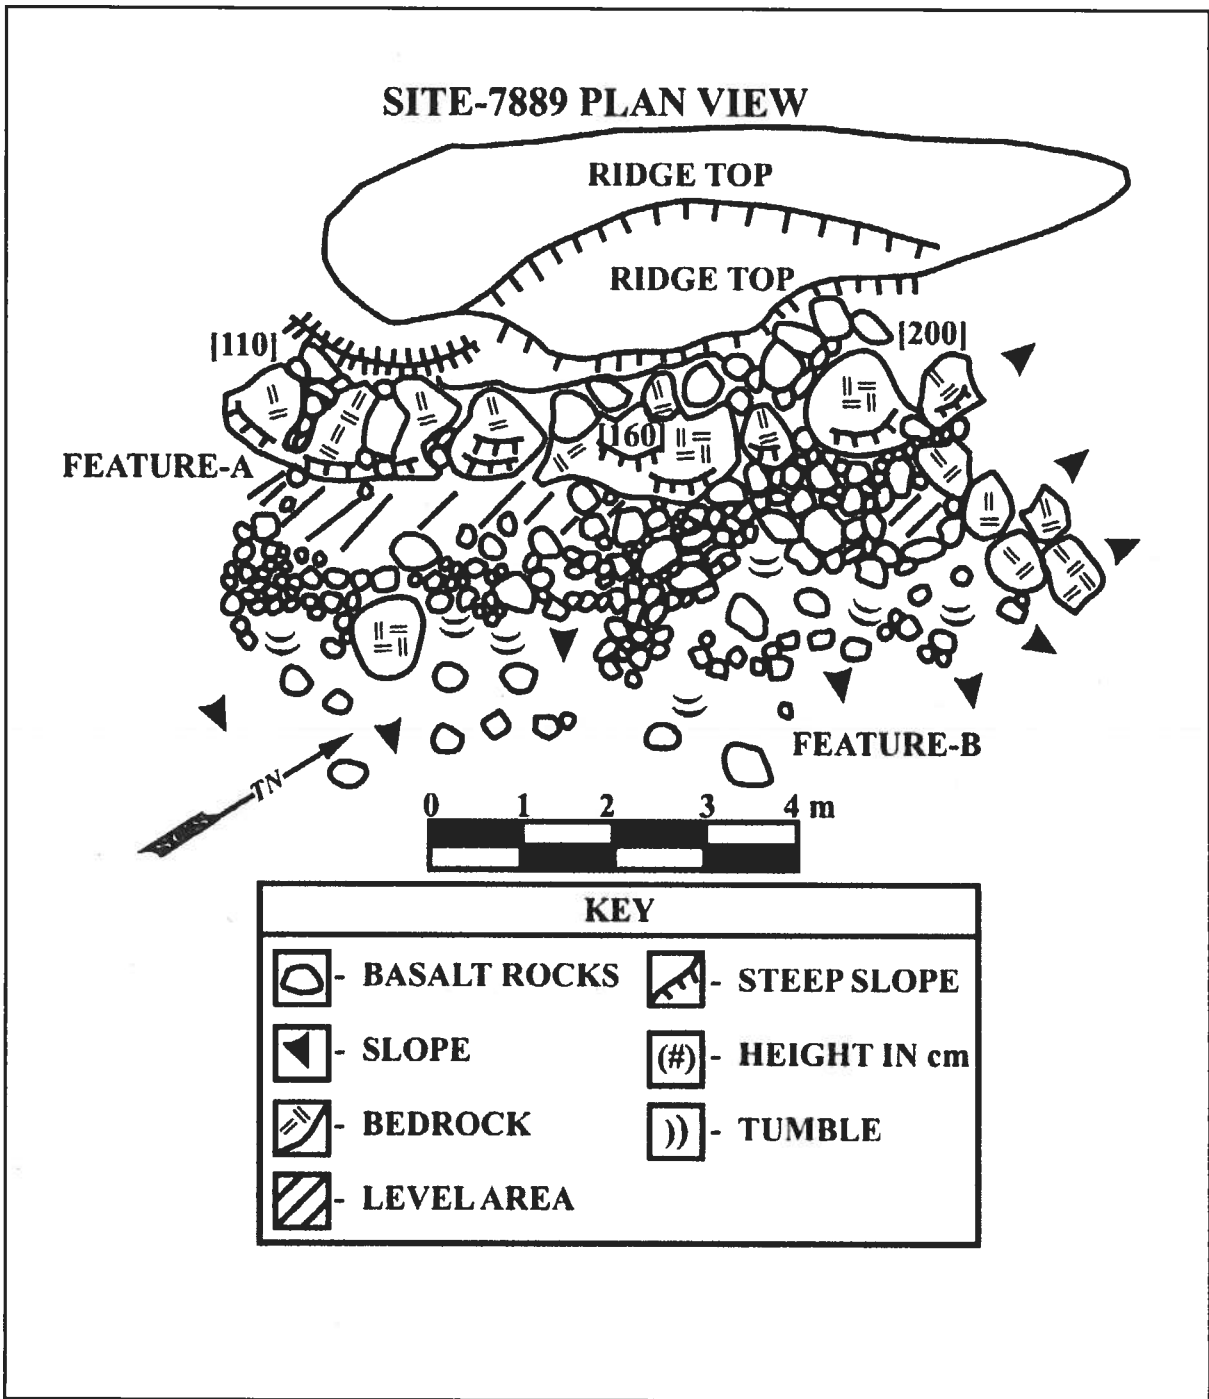 SITE-7889 PLAN VIEW
RIDGE TOP
RIDGE TOP
[110]
[200]
[160]
FEATURE-A
FEATURE-B
TN
0 1 2 3 4 m
KEY
- BASALT ROCKS
- STEEP SLOPE
- SLOPE
(#) - HEIGHT IN cm
- BEDROCK
)) - TUMBLE
- LEVEL AREA